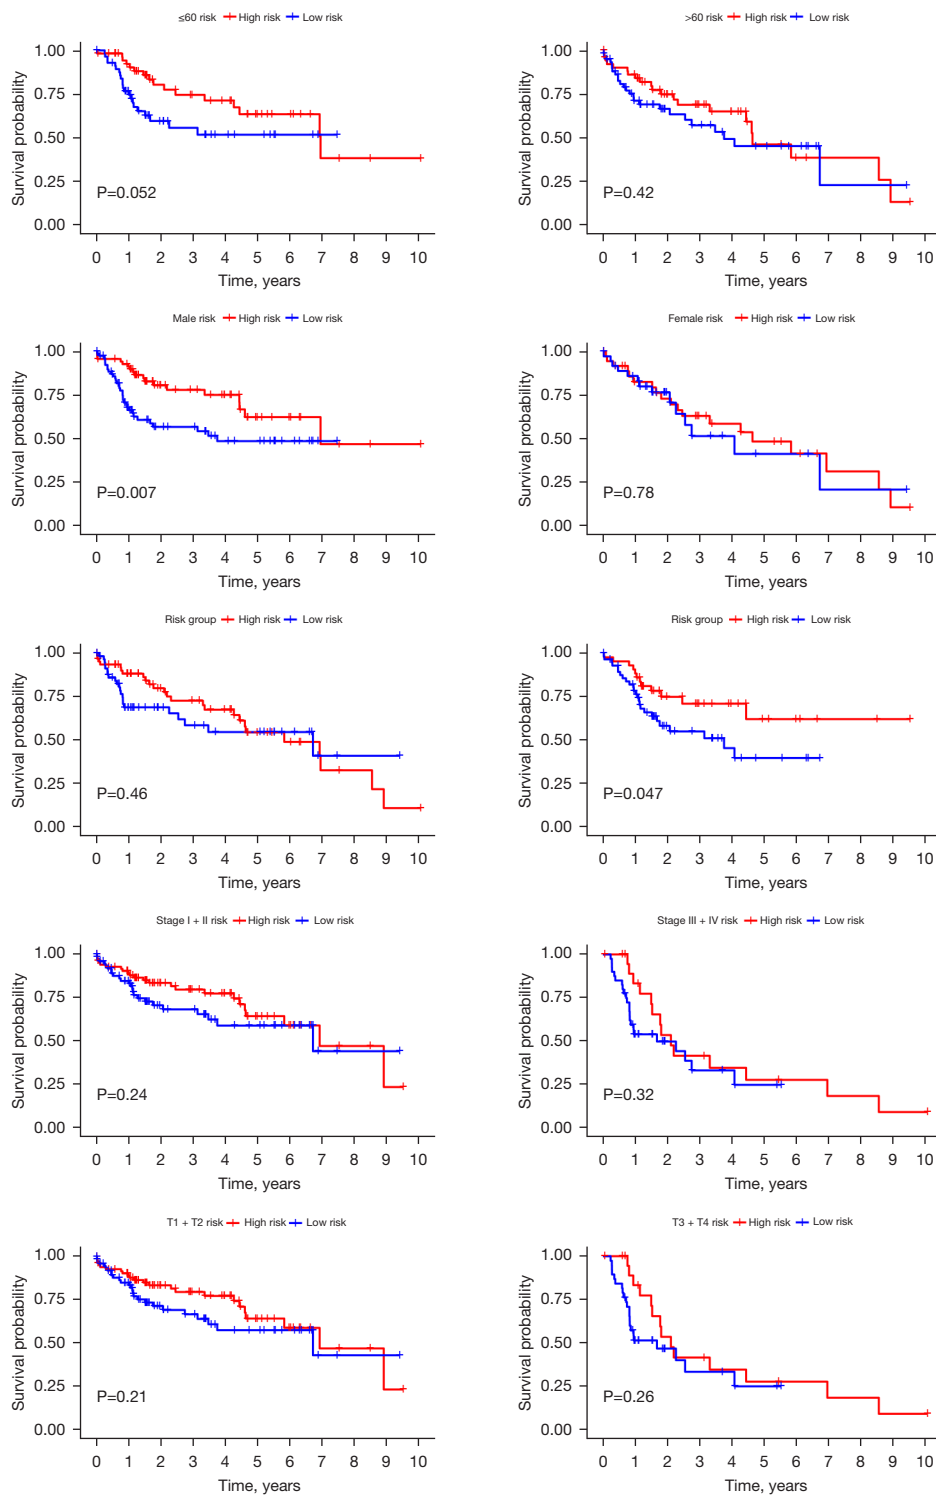 ≤60 risk High risk Low risk
Survival probability
1.00
0.75
0.50
0.25
0.00
P=0.052
0 1 2 3 4 5 6 7 8 9 10
Time, years
>60 risk High risk Low risk
Survival probability
1.00
0.75
0.50
0.25
0.00
P=0.42
0 1 2 3 4 5 6 7 8 9 10
Time, years
Male risk High risk Low risk
Survival probability
1.00
0.75
0.50
0.25
0.00
P=0.007
0 1 2 3 4 5 6 7 8 9 10
Time, years
Female risk High risk Low risk
Survival probability
1.00
0.75
0.50
0.25
0.00
P=0.78
0 1 2 3 4 5 6 7 8 9 10
Time, years
Risk group High risk Low risk
Survival probability
1.00
0.75
0.50
0.25
0.00
P=0.46
0 1 2 3 4 5 6 7 8 9 10
Time, years
Risk group High risk Low risk
Survival probability
1.00
0.75
0.50
0.25
0.00
P=0.047
0 1 2 3 4 5 6 7 8 9 10
Time, years
Stage I + II risk High risk Low risk
Survival probability
1.00
0.75
0.50
0.25
0.00
P=0.24
0 1 2 3 4 5 6 7 8 9 10
Time, years
Stage III + IV risk High risk Low risk
Survival probability
1.00
0.75
0.50
0.25
0.00
P=0.32
0 1 2 3 4 5 6 7 8 9 10
Time, years
T1 + T2 risk High risk Low risk
Survival probability
1.00
0.75
0.50
0.25
0.00
P=0.21
0 1 2 3 4 5 6 7 8 9 10
Time, years
T3 + T4 risk High risk Low risk
Survival probability
1.00
0.75
0.50
0.25
0.00
P=0.26
0 1 2 3 4 5 6 7 8 9 10
Time, years